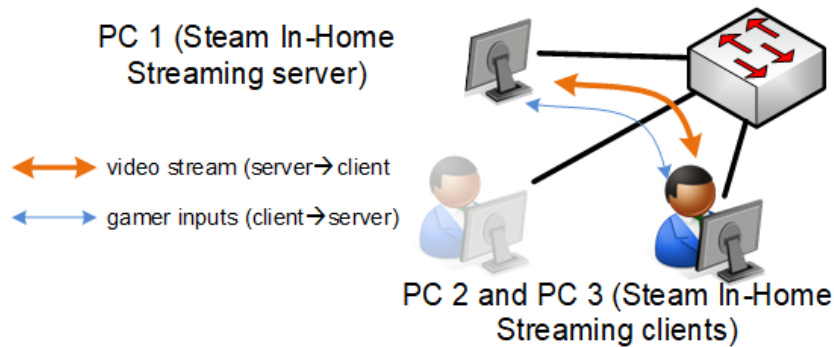 PC 1 (Steam In-Home
Streaming server)
video stream (server→client
gamer inputs (client→server)
PC 2 and PC 3 (Steam In-Home
Streaming clients)